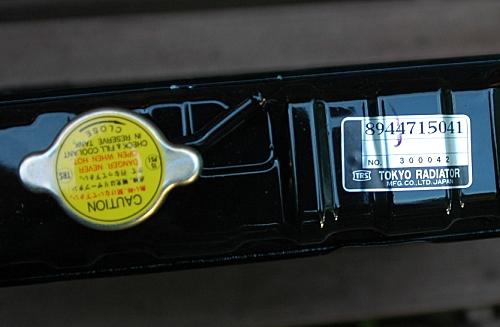 CAUTION
DANGER NEVER
OPEN WHEN HOT
CHECK & FILL COOLANT
IN RESERVE TANK
CLOSE
TRS
8944715041
NO. 300042
TRS TOKYO RADIATOR
MFG.CO.,LTD.JAPAN